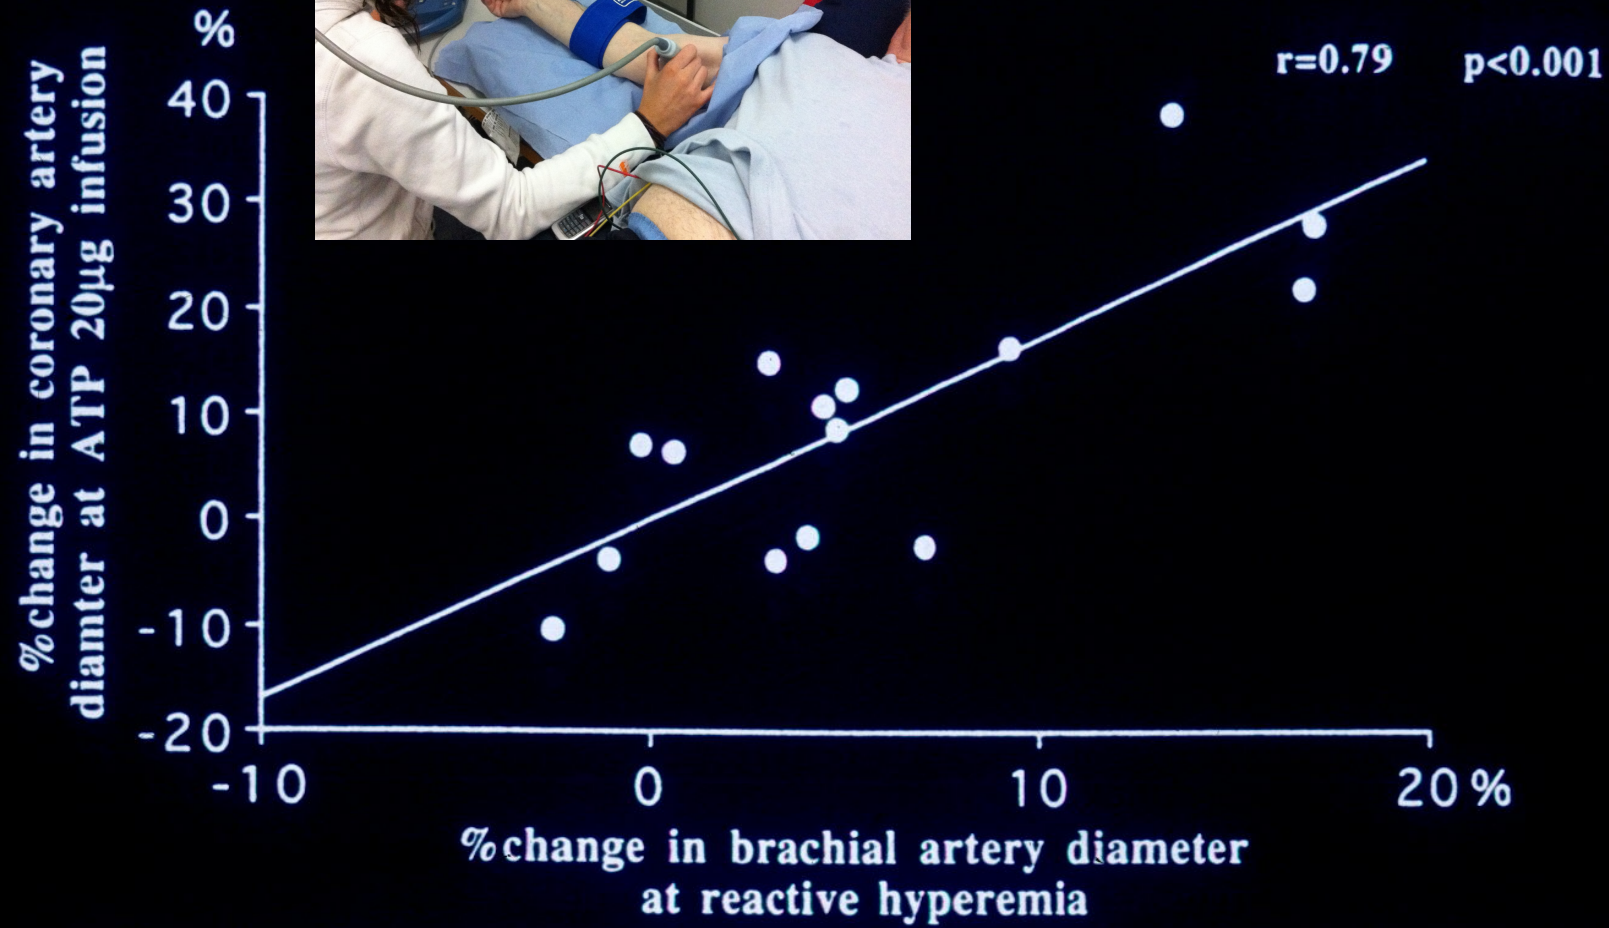 %
r=0.79 p<0.001
%change in coronary artery
diamter at ATP 20µg infusion
40
30
20
10
0
-10
-20
-10 0 10 20%
%change in brachial artery diameter
at reactive hyperemia